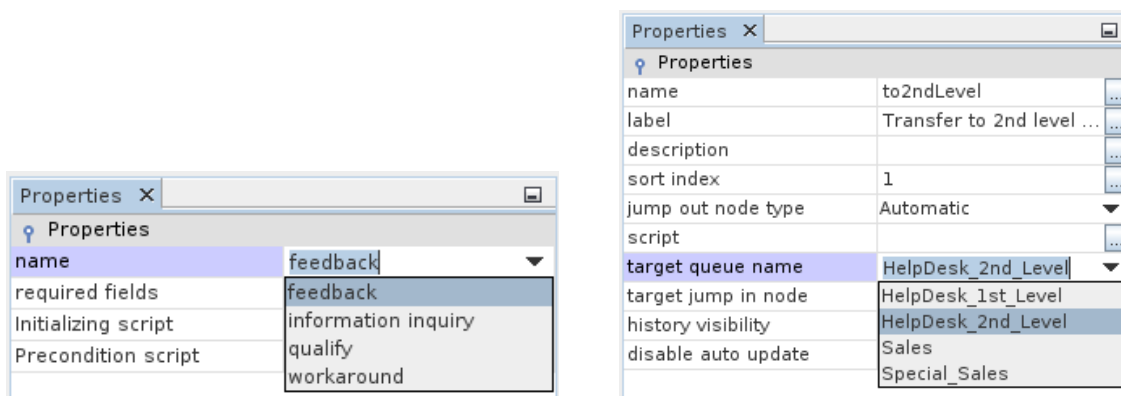 Properties X
Properties
name feedback
required fields feedback
information inquiry
Initializing script
qualify
Precondition script
workaround
Properties X
Properties
name to2ndLevel ...
label Transfer to 2nd level ... ...
description ...
sort index 1 ...
jump out node type Automatic
script ...
target queue name HelpDesk_2nd_Level
target jump in node HelpDesk_1st_Level
history visibility HelpDesk_2nd_Level
disable auto update Sales
Special_Sales